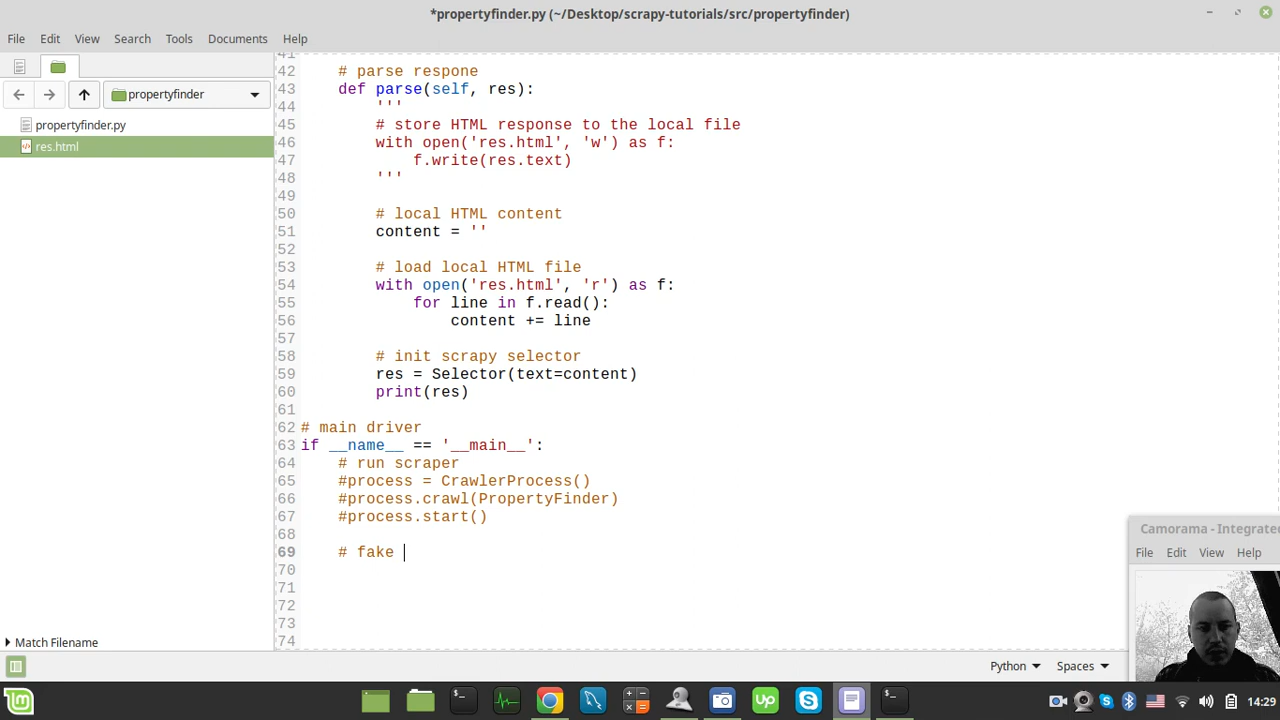 *propertyfinder.py (~/Desktop/scrapy-tutorials/src/propertyfinder)
File Edit View Search Tools Documents Help
propertyfinder
propertyfinder.py
res.html
41
42 # parse respone
43 def parse(self, res):
44 '''
45 # store HTML response to the local file
46 with open('res.html', 'w') as f:
47 f.write(res.text)
48 '''
49
50 # local HTML content
51 content = ''
52
53 # load local HTML file
54 with open('res.html', 'r') as f:
55 for line in f.read():
56 content += line
57
58 # init scrapy selector
59 res = Selector(text=content)
60 print(res)
61
62 # main driver
63 if __name__ == '__main__':
64 # run scraper
65 #process = CrawlerProcess()
66 #process.crawl(PropertyFinder)
67 #process.start()
68
69 # fake
70
71
72
73
74
Match Filename
Python Spaces
Camorama - Integrated
File Edit View Help
Up
14:29